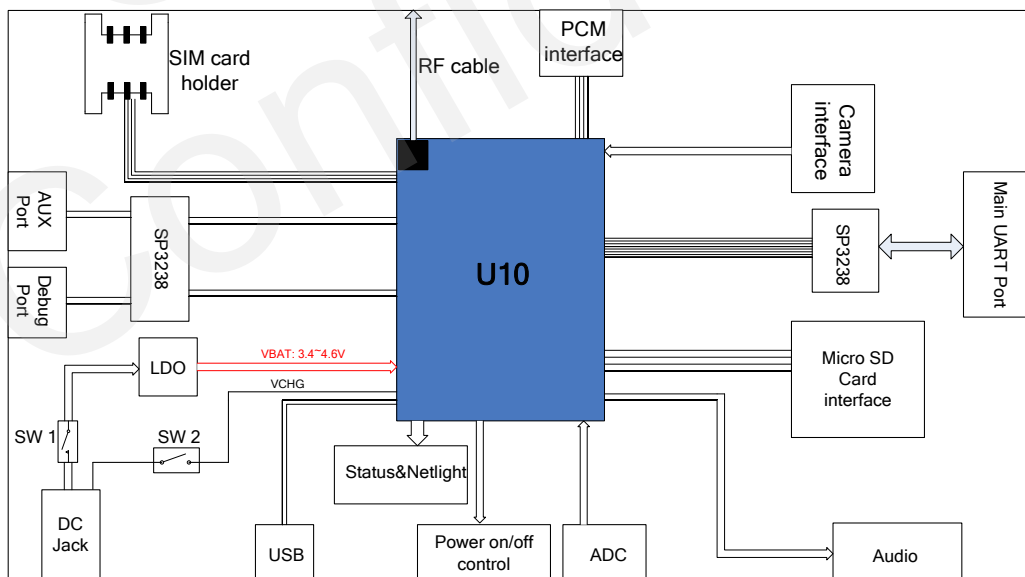 SIM card
holder
RF cable
PCM
interface
Camera
interface
AUX
Port
SP3238
Debug
Port
U10
SP3238
Main UART Port
LDO
VBAT: 3.4~4.6V
VCHG
Micro SD
Card
interface
SW 1
SW 2
Status&Netlight
DC
Jack
USB
Power on/off
control
ADC
Audio